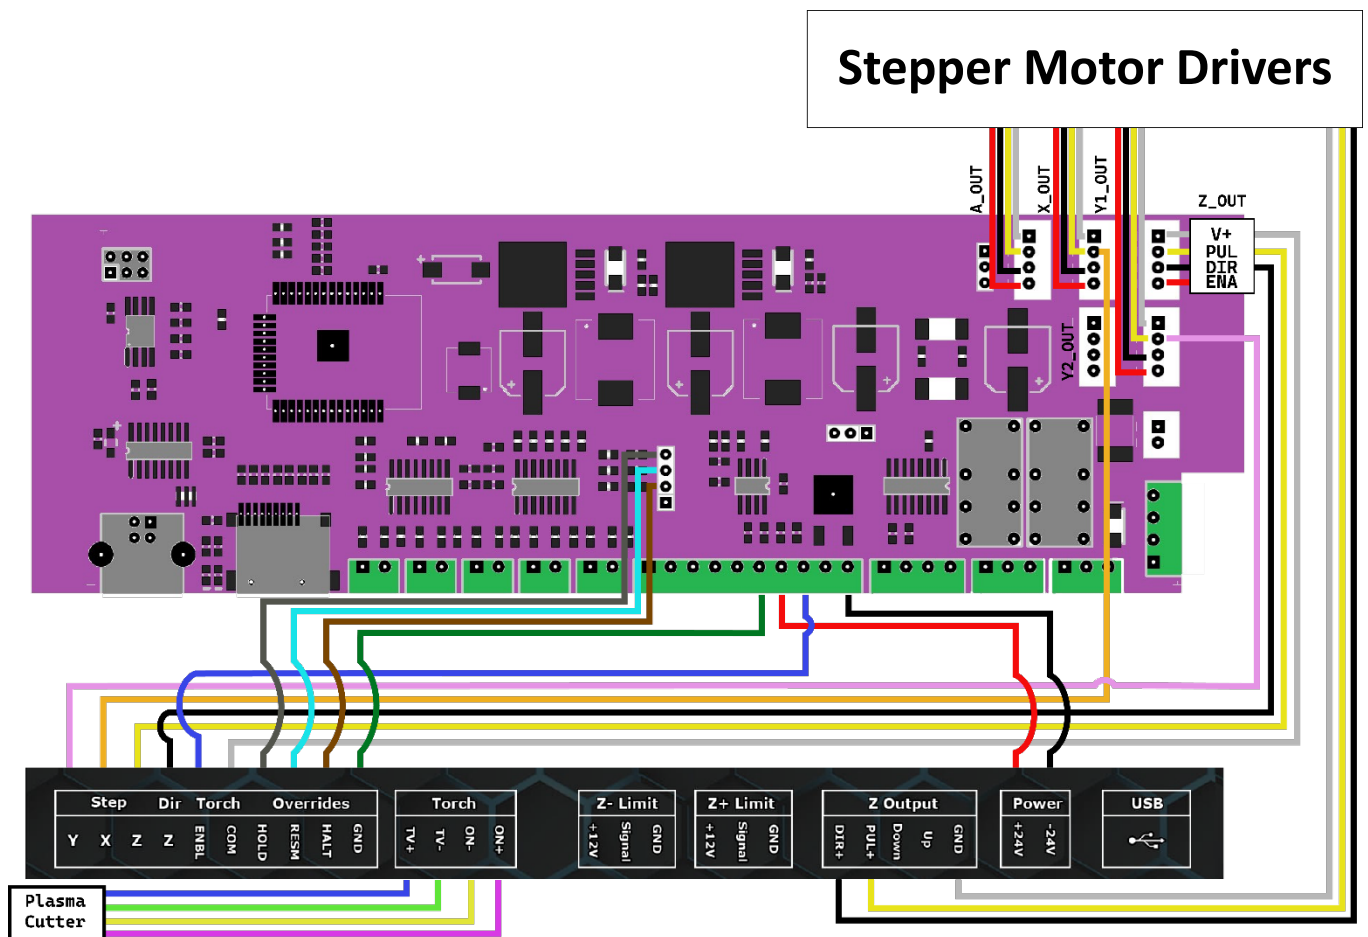 Stepper Motor Drivers
A_OUT
X_OUT
Y1_OUT
Z_OUT
V+
PUL
DIR
ENA
Y2_OUT
Step Dir Torch Overrides
Y X Z Z ENBL COM HOLD RESM HALT GND
Torch
TV+ TV- ON- ON+
Z- Limit
+12V Signal GND
Z+ Limit
+12V Signal GND
Z Output
DIR+ PUL+ Down Up GND
Power
+24V -24V
USB
Plasma
Cutter